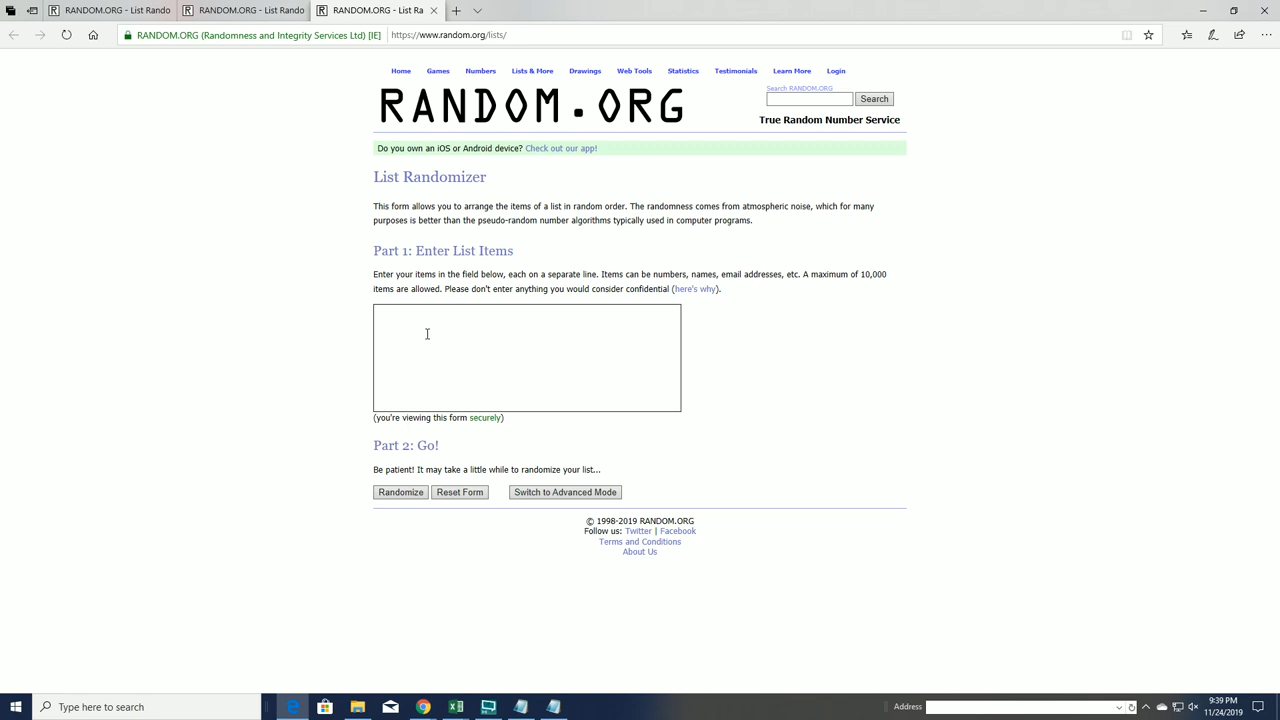 RANDOM.ORG - List Rando
RANDOM.ORG - List Rando
RANDOM.ORG - List Ra
RANDOM.ORG (Randomness and Integrity Services Ltd) [IE]
https://www.random.org/lists/
Home Games Numbers Lists & More Drawings Web Tools Statistics Testimonials Learn More Login
RANDOM.ORG
Search RANDOM.ORG
Search
True Random Number Service
Do you own an iOS or Android device? Check out our app!
List Randomizer
This form allows you to arrange the items of a list in random order. The randomness comes from atmospheric noise, which for many
purposes is better than the pseudo-random number algorithms typically used in computer programs.
Part 1: Enter List Items
Enter your items in the field below, each on a separate line. Items can be numbers, names, email addresses, etc. A maximum of 10,000
items are allowed. Please don't enter anything you would consider confidential (here's why).
(you're viewing this form securely)
Part 2: Go!
Be patient! It may take a little while to randomize your list...
Randomize Reset Form Switch to Advanced Mode
© 1998-2019 RANDOM.ORG
Follow us: Twitter | Facebook
Terms and Conditions
About Us
Type here to search
Address
9:39 PM
11/24/2019